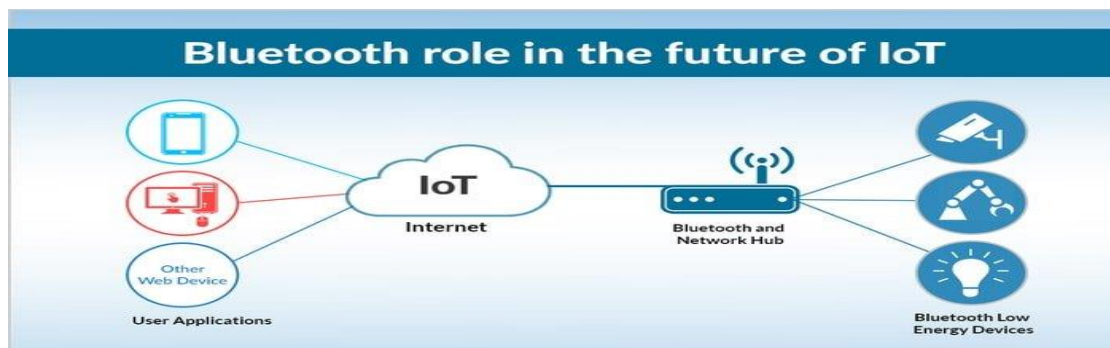 Bluetooth role in the future of IoT
IoT
Internet
Other
Web Device
User Applications
Bluetooth and
Network Hub
Bluetooth Low
Energy Devices